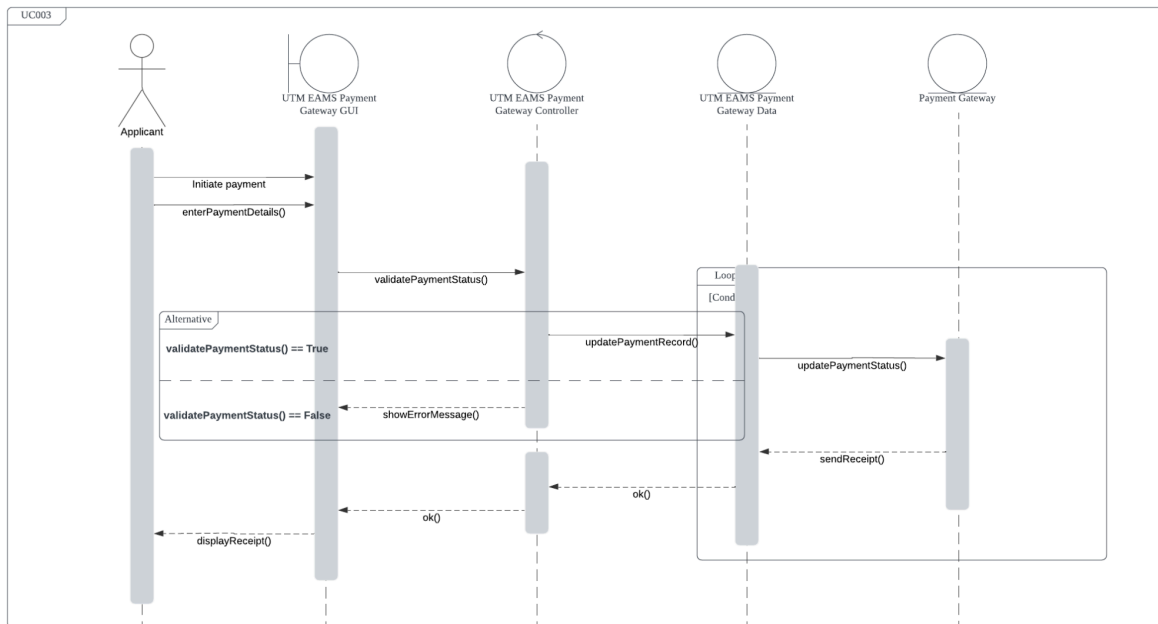 UC003
Applicant
UTM EAMS Payment
Gateway GUI
UTM EAMS Payment
Gateway Controller
UTM EAMS Payment
Gateway Data
Payment Gateway
Initiate payment
enterPaymentDetails()
validatePaymentStatus()
Loop
[Cond
Alternative
validatePaymentStatus() == True
updatePaymentRecord()
updatePaymentStatus()
validatePaymentStatus() == False
showErrorMessage()
sendReceipt()
ok()
ok()
displayReceipt()